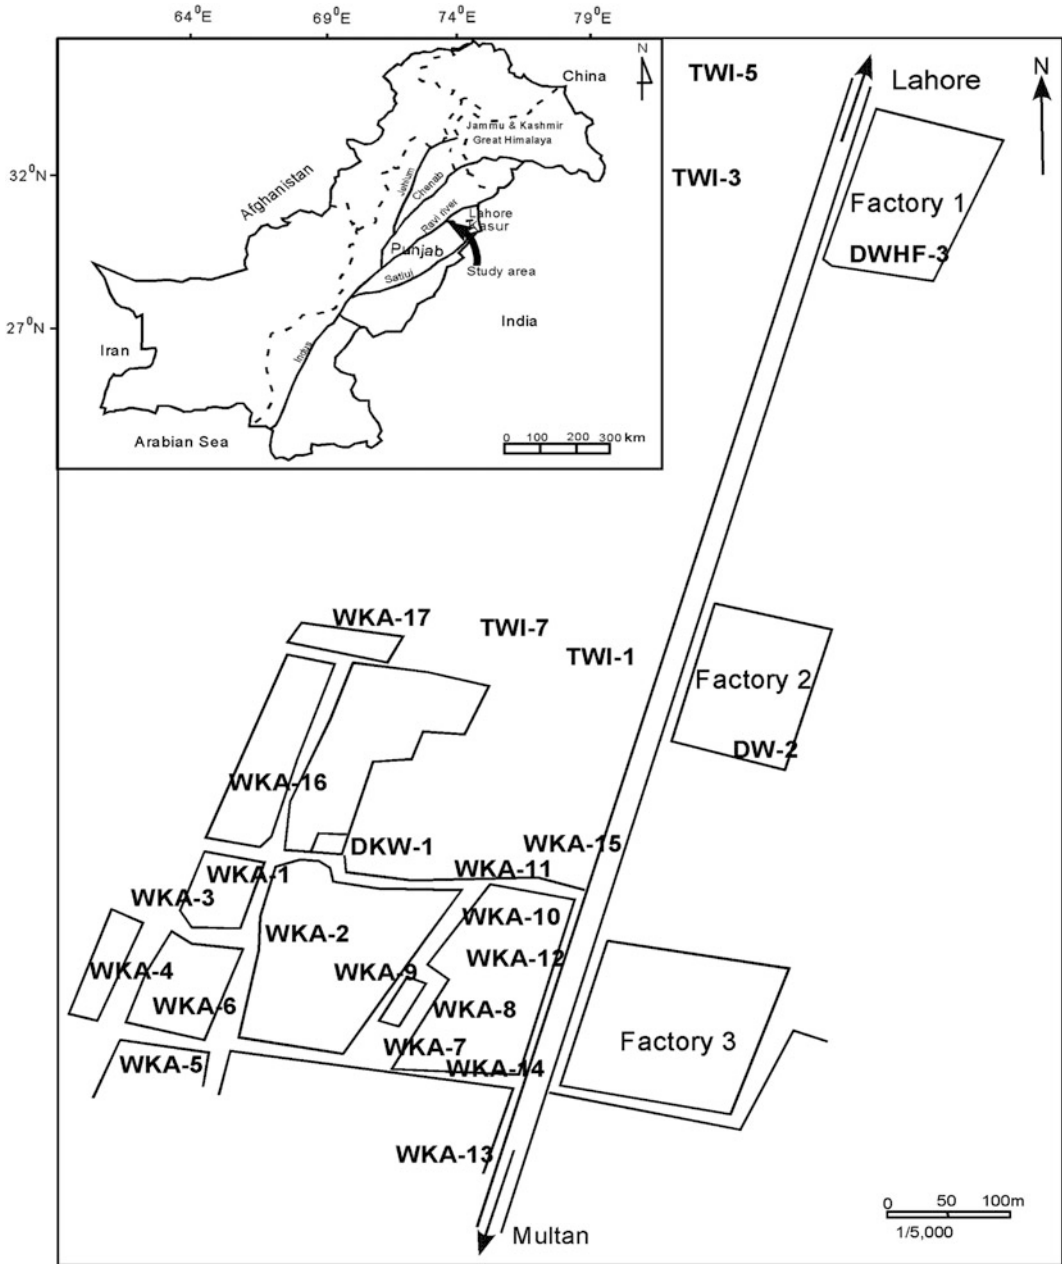 64⁰E 69⁰E 74⁰E 79⁰E
N
China
TWI-5
Lahore
N
Jammu & Kashmir
Great Himalaya
32⁰N
Afghanistan
Jehlum
Chenab
TWI-3
Factory 1
Ravi river
Lahore
Kasur
Punjab
DWHF-3
Satlul
Study area
27⁰N
India
Iran
Indus
Arabian Sea
0 100 200 300 km
WKA-17
TWI-7
TWI-1
Factory 2
DW-2
WKA-16
DKW-1
WKA-15
WKA-11
WKA-1
WKA-3
WKA-10
WKA-2
WKA-12
WKA-4
WKA-9
WKA-6
WKA-8
Factory 3
WKA-7
WKA-5
WKA-14
WKA-13
0 50 100m
1/5,000
Multan